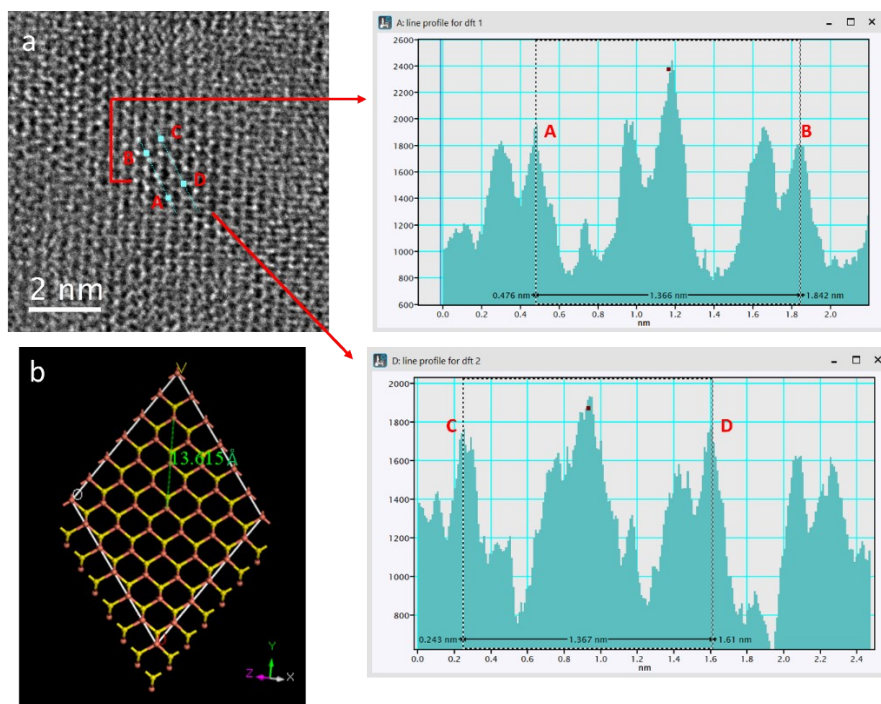 a
C
B
D
A
2 nm
A: line profile for dft 1
2600
2400
2200
2000
1800
1600
1400
1200
1000
800
600
A
B
0.476 nm
1.366 nm
1.842 nm
0.0 0.2 0.4 0.6 0.8 1.0 1.2 1.4 1.6 1.8 2.0
nm
b
13.615Å
O
Y
Z
X
D: line profile for dft 2
2000
1800
1600
1400
1200
1000
800
C
D
0.243 nm
1.367 nm
1.61 nm
0.0 0.2 0.4 0.6 0.8 1.0 1.2 1.4 1.6 1.8 2.0 2.2 2.4
nm